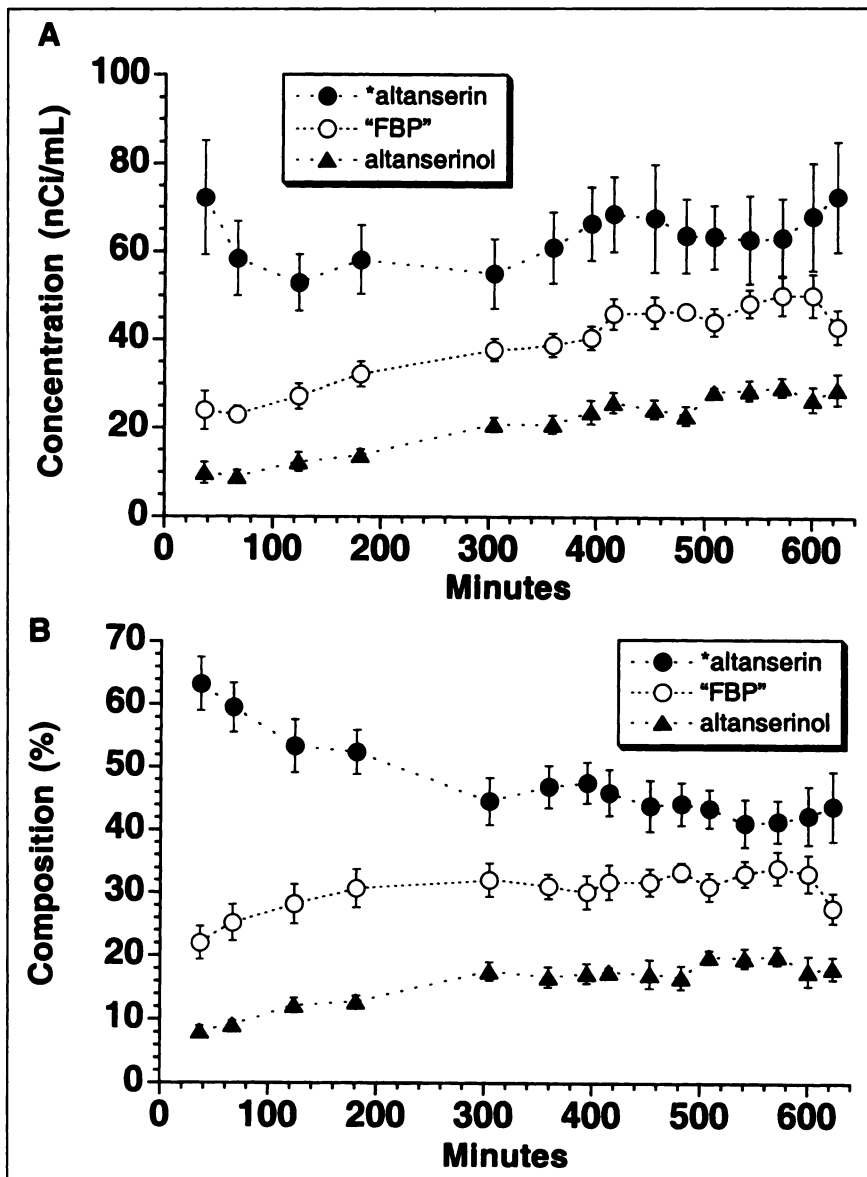 A
Concentration (nCi/mL)
100
80
60
40
20
0
*altanserin
"FBP"
altanserinol
0 100 200 300 400 500 600
Minutes
B
Composition (%)
70
60
50
40
30
20
10
0
*altanserin
"FBP"
altanserinol
0 100 200 300 400 500 600
Minutes